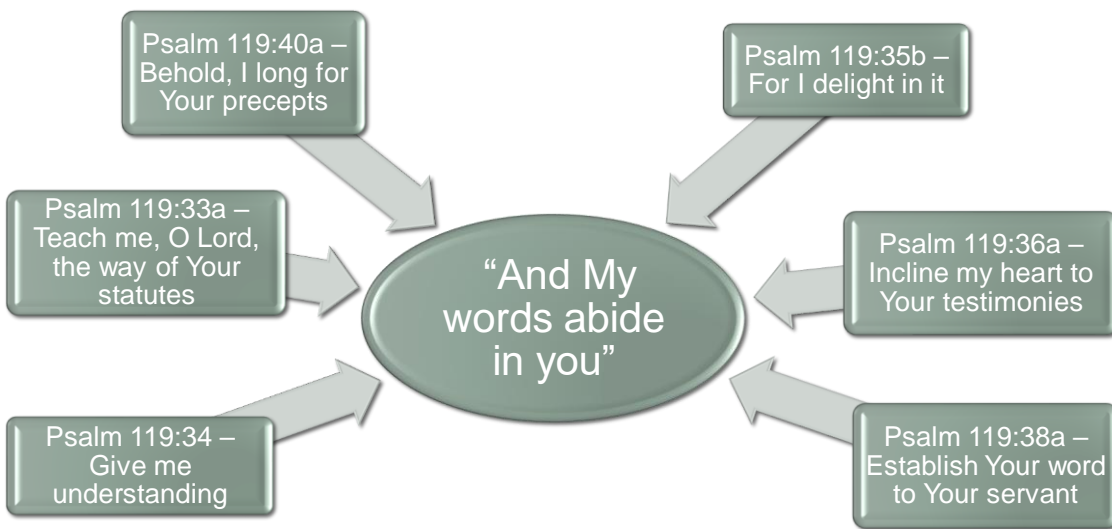 Psalm 119:40a –
Behold, I long for
Your precepts
Psalm 119:35b –
For I delight in it
Psalm 119:33a –
Teach me, O Lord,
the way of Your
statutes
“And My
words abide
in you”
Psalm 119:36a –
Incline my heart to
Your testimonies
Psalm 119:34 –
Give me
understanding
Psalm 119:38a –
Establish Your word
to Your servant